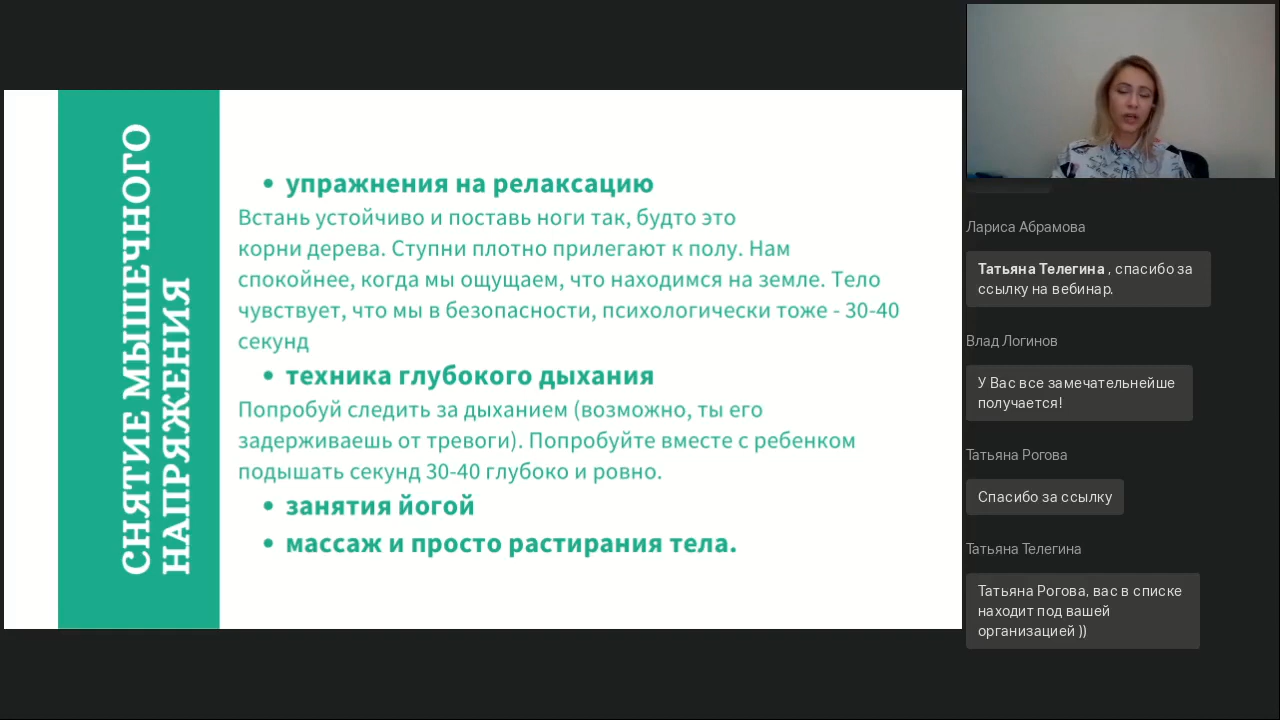 СНЯТИЕ МЫШЕЧНОГО
НАПРЯЖЕНИЯ
• упражнения на релаксацию
Встань устойчиво и поставь ноги так, будто это
корни дерева. Ступни плотно прилегают к полу. Нам
спокойнее, когда мы ощущаем, что находимся на земле. Тело
чувствует, что мы в безопасности, психологически тоже - 30-40
секунд
• техника глубокого дыхания
Попробуй следить за дыханием (возможно, ты его
задерживаешь от тревоги). Попробуйте вместе с ребенком
подышать секунд 30-40 глубоко и ровно.
• занятия йогой
• массаж и просто растирания тела.
Лариса Абрамова
Татьяна Телегина , спасибо за
ссылку на вебинар.
Влад Логинов
У Вас все замечательнейше
получается!
Татьяна Рогова
Спасибо за ссылку
Татьяна Телегина
Татьяна Рогова, вас в списке
находит под вашей
организацией ))